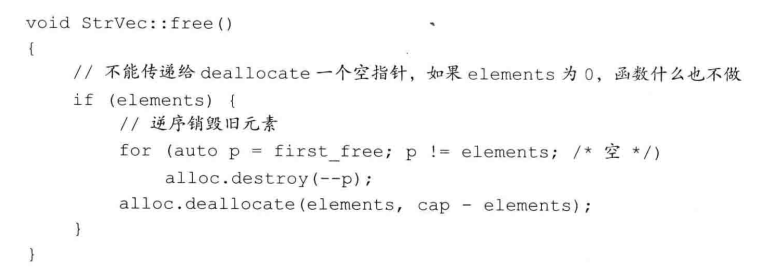 void StrVec::free()
{
    // 不能传递给 deallocate 一个空指针，如果 elements 为 0，函数什么也不做
    if (elements) {
        // 逆序销毁旧元素
        for (auto p = first_free; p != elements; /* 空 */)
            alloc.destroy(--p);
        alloc.deallocate(elements, cap - elements);
    }
}